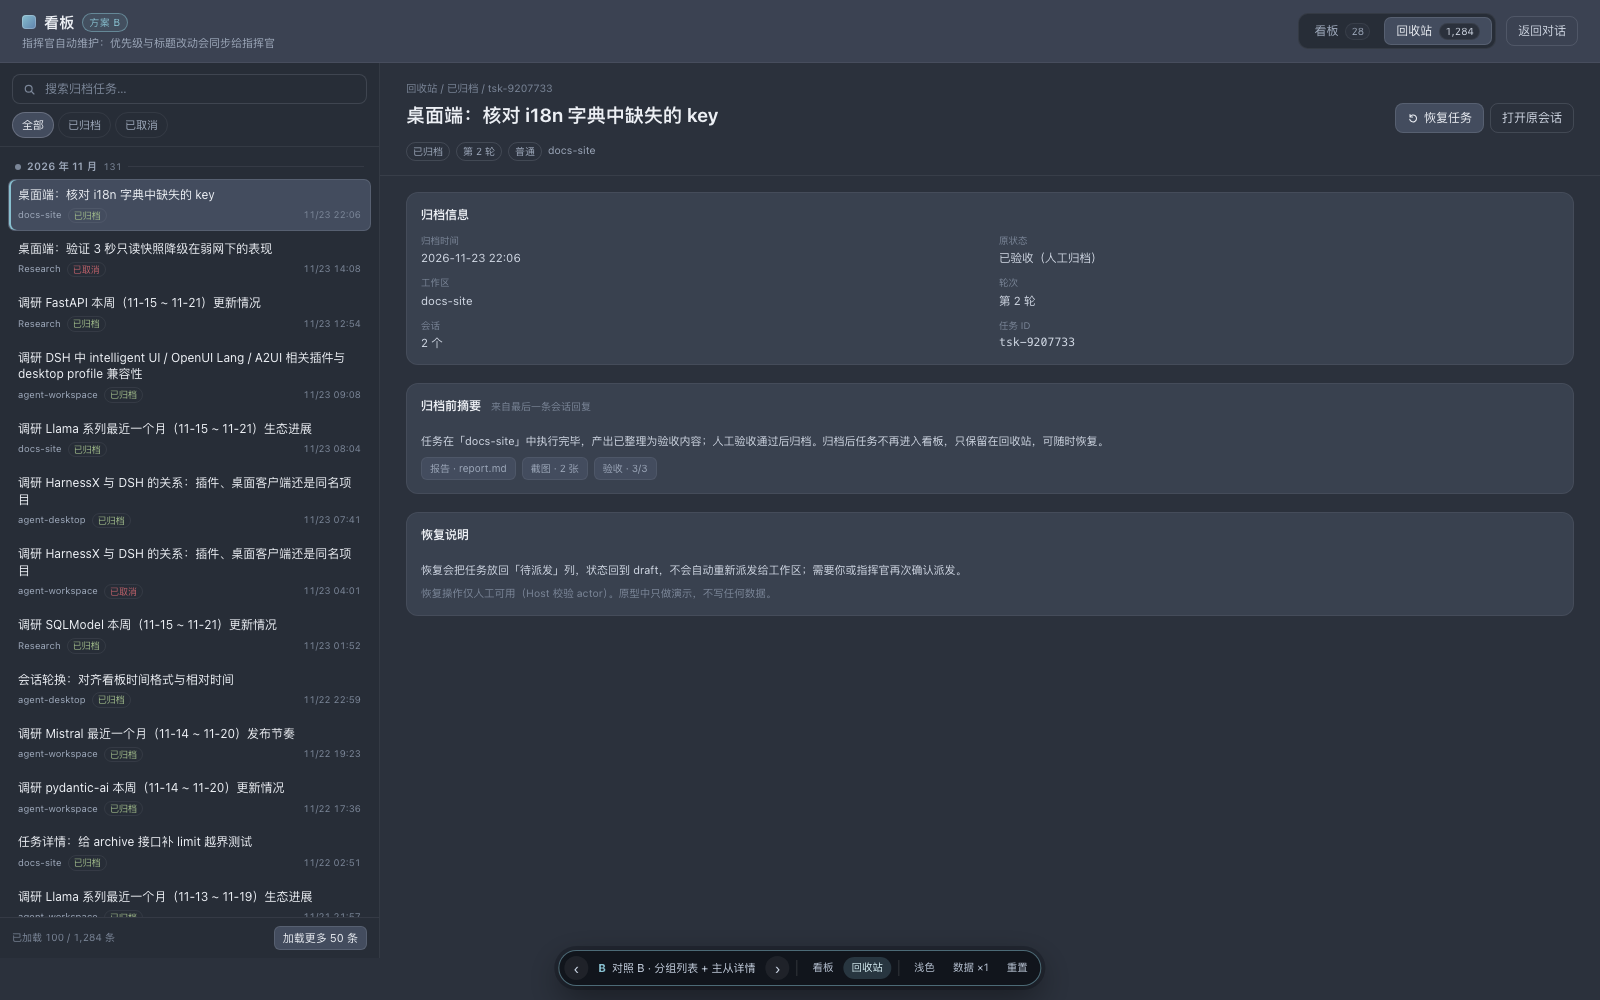 看板 方案 B
指挥官自动维护：优先级与标题改动会同步给指挥官
看板 28 回收站 1,284 返回对话
搜索归档任务...
全部 已归档 已取消
2026 年 11 月 131
桌面端：核对 i18n 字典中缺失的 key
docs-site 已归档 11/23 22:06
桌面端：验证 3 秒只读快照降级在弱网下的表现
Research 已取消 11/23 14:08
调研 FastAPI 本周（11-15 ~ 11-21）更新情况
Research 已归档 11/23 12:54
调研 DSH 中 intelligent UI / OpenUI Lang / A2UI 相关插件与
desktop profile 兼容性
agent-workspace 已归档 11/23 09:08
调研 Llama 系列最近一个月（11-15 ~ 11-21）生态进展
docs-site 已归档 11/23 08:04
调研 HarnessX 与 DSH 的关系：插件、桌面客户端还是同名项
目
agent-desktop 已归档 11/23 07:41
调研 HarnessX 与 DSH 的关系：插件、桌面客户端还是同名项
目
agent-workspace 已取消 11/23 04:01
调研 SQLModel 本周（11-15 ~ 11-21）更新情况
Research 已归档 11/23 01:52
会话轮换：对齐看板时间格式与相对时间
agent-desktop 已归档 11/22 22:59
调研 Mistral 最近一个月（11-14 ~ 11-20）发布节奏
agent-workspace 已归档 11/22 19:23
调研 pydantic-ai 本周（11-14 ~ 11-20）更新情况
agent-workspace 已归档 11/22 17:36
任务详情：给 archive 接口补 limit 越界测试
docs-site 已归档 11/22 02:51
调研 Llama 系列最近一个月（11-13 ~ 11-19）生态进展
agent-workspace 已归档 11/21 21:57
已加载 100 / 1,284 条 加载更多 50 条
回收站 / 已归档 / tsk-9207733
桌面端：核对 i18n 字典中缺失的 key
恢复任务 打开原会话
已归档 第 2 轮 普通 docs-site
归档信息
归档时间 原状态
2026-11-23 22:06 已验收（人工归档）
工作区 轮次
docs-site 第 2 轮
会话 任务 ID
2 个 tsk-9207733
归档前摘要 来自最后一条会话回复
任务在「docs-site」中执行完毕，产出已整理为验收内容；人工验收通过后归档。归档后任务不再进入看板，只保留在回收站，可随时恢复。
报告 · report.md 截图 · 2 张 验收 · 3/3
恢复说明
恢复会把任务放回「待派发」列，状态回到 draft，不会自动重新派发给工作区；需要你或指挥官再次确认派发。
恢复操作仅人工可用（Host 校验 actor）。原型中只做演示，不写任何数据。
‹ B 对照 B · 分组列表 + 主从详情 › 看板 回收站 浅色 数据 ×1 重置